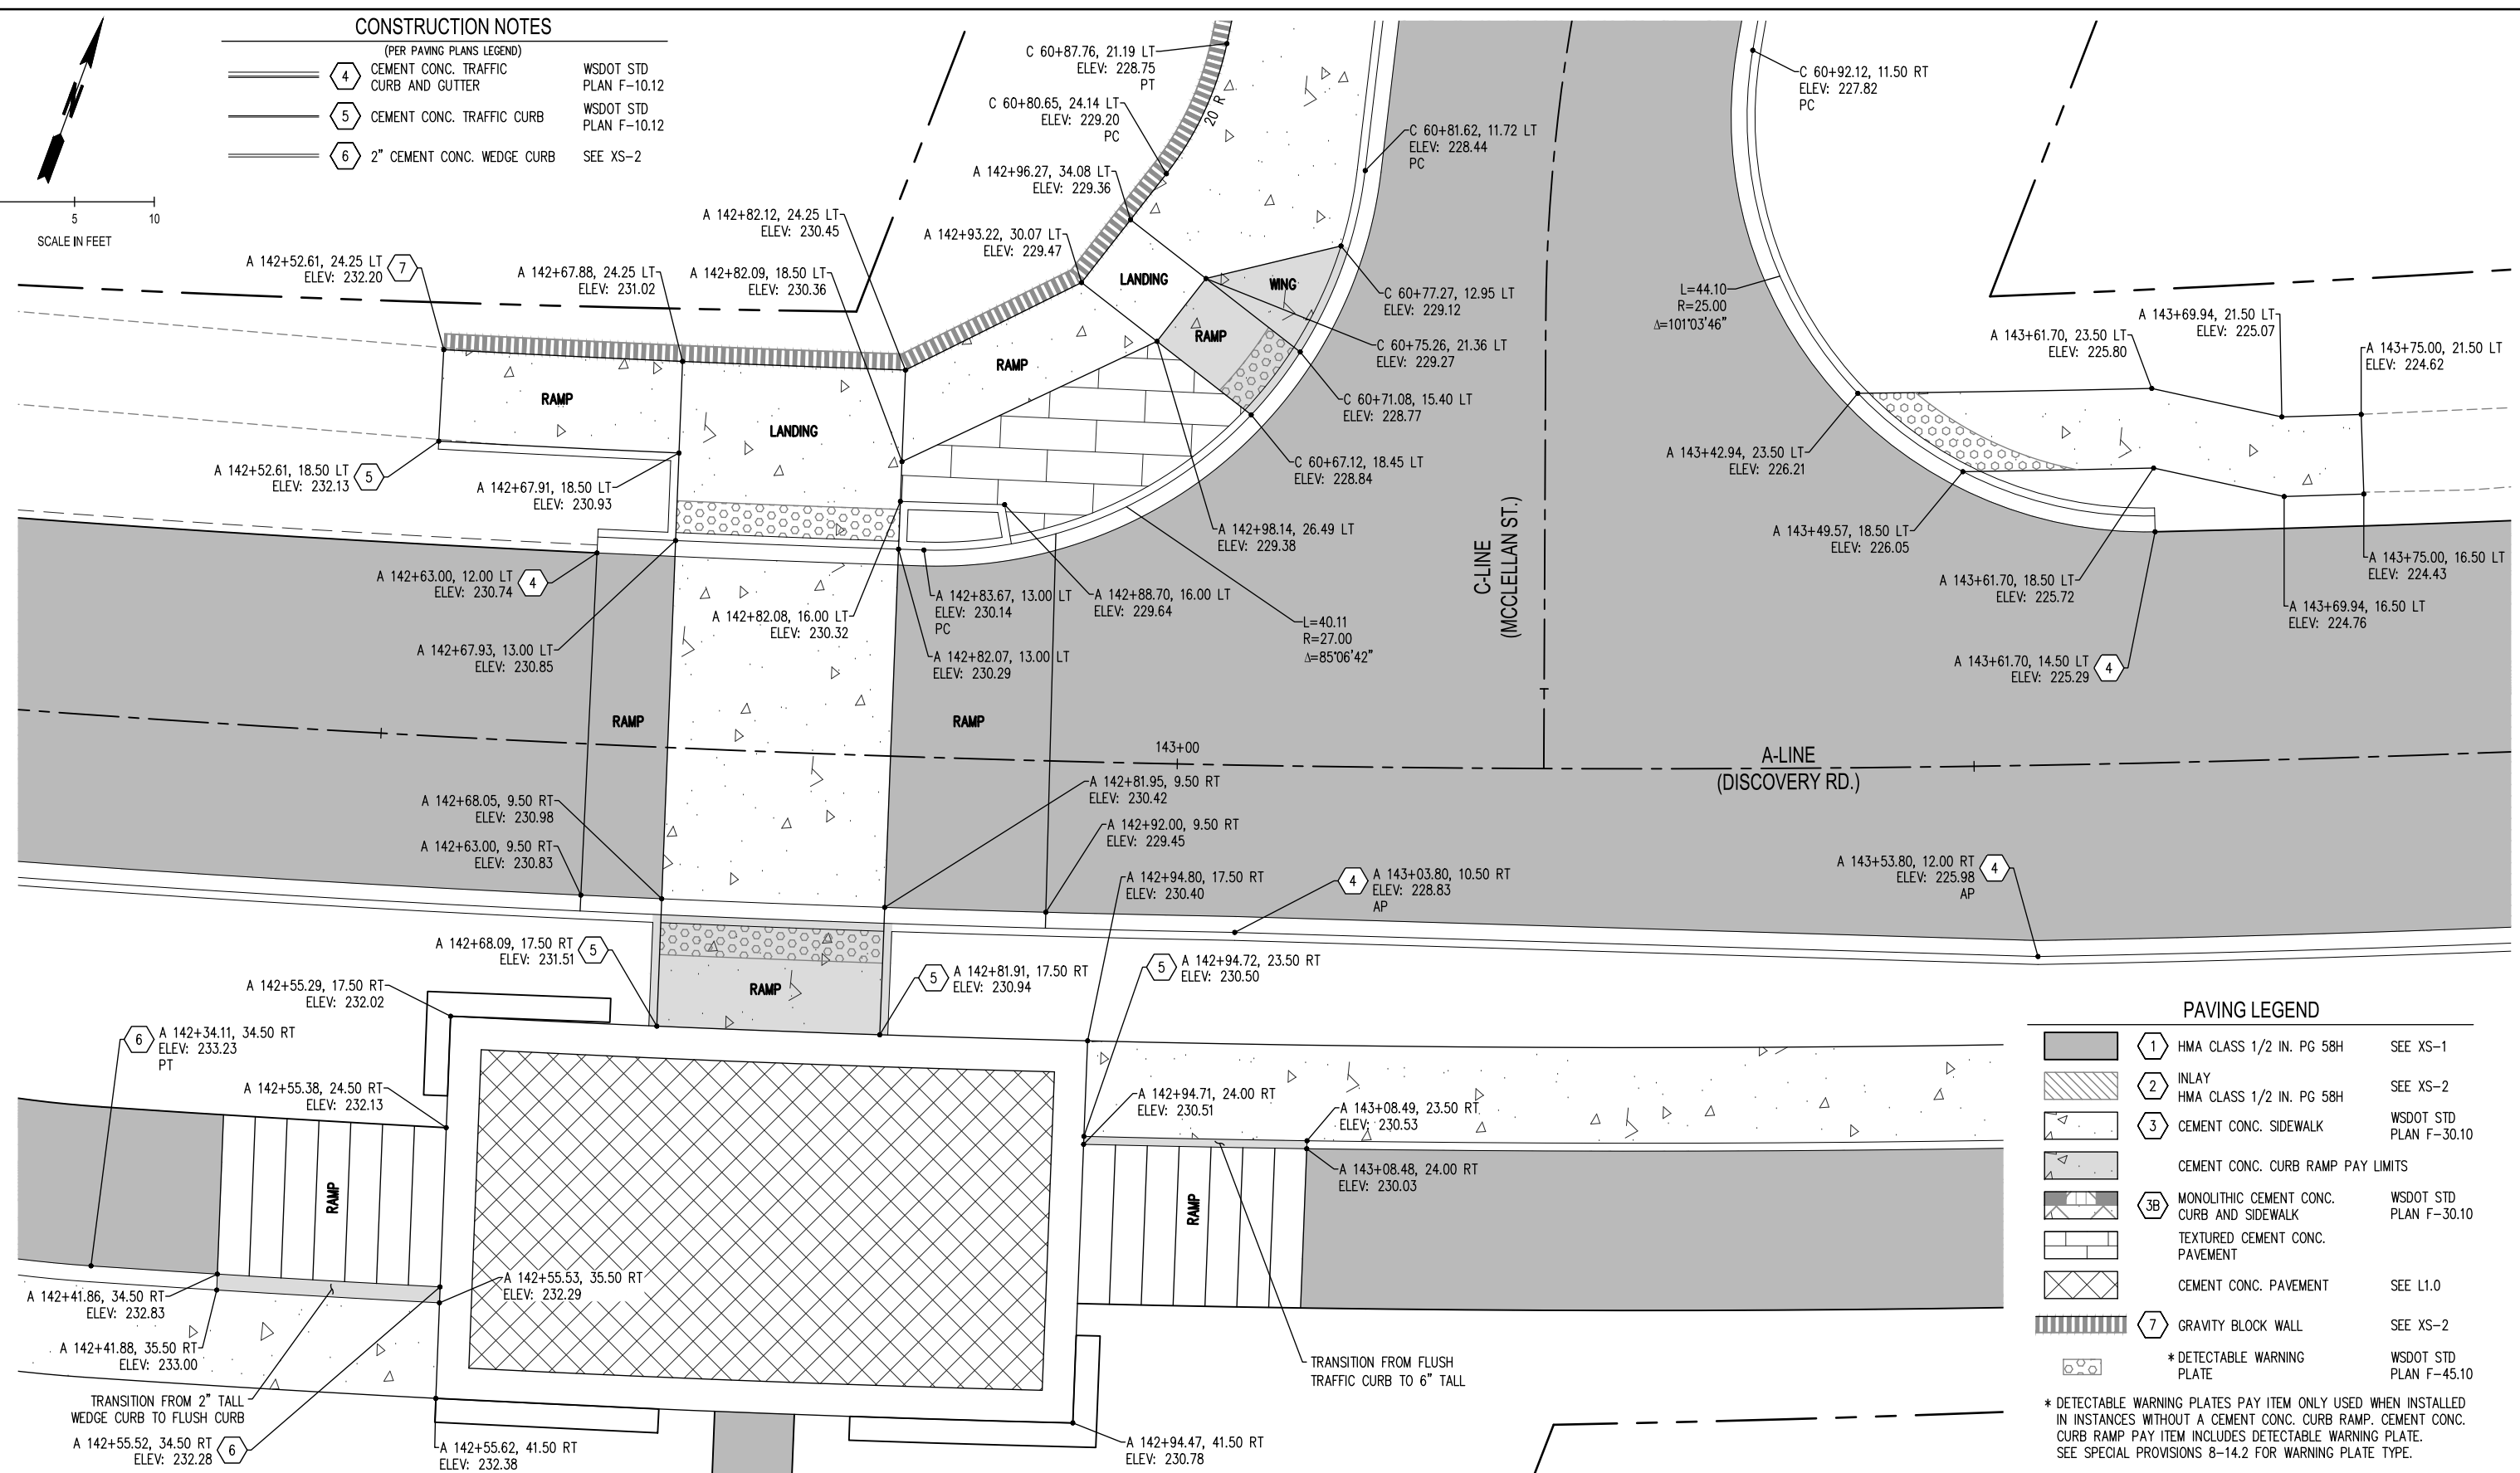 CONSTRUCTION NOTES
(PER PAVING PLANS LEGEND)
4
CEMENT CONC. TRAFFIC
CURB AND GUTTER
WSDOT STD
PLAN F-10.12
5
CEMENT CONC. TRAFFIC CURB
WSDOT STD
PLAN F-10.12
6
2" CEMENT CONC. WEDGE CURB
SEE XS-2
N
5
10
SCALE IN FEET
C 60+87.76, 21.19 LT
ELEV: 228.75
PT
C 60+80.65, 24.14 LT
ELEV: 229.20
PC
20 R
A 142+96.27, 34.08 LT
ELEV: 229.36
A 142+93.22, 30.07 LT
ELEV: 229.47
A 142+82.12, 24.25 LT
ELEV: 230.45
A 142+82.09, 18.50 LT
ELEV: 230.36
A 142+67.88, 24.25 LT
ELEV: 231.02
A 142+52.61, 24.25 LT
ELEV: 232.20
7
C 60+92.12, 11.50 RT
ELEV: 227.82
PC
C 60+81.62, 11.72 LT
ELEV: 228.44
PC
C 60+77.27, 12.95 LT
ELEV: 229.12
C 60+75.26, 21.36 LT
ELEV: 229.27
C 60+71.08, 15.40 LT
ELEV: 228.77
C 60+67.12, 18.45 LT
ELEV: 228.84
A 142+98.14, 26.49 LT
ELEV: 229.38
L=44.10
R=25.00
Δ=101°03'46"
A 143+61.70, 23.50 LT
ELEV: 225.80
A 143+69.94, 21.50 LT
ELEV: 225.07
A 143+75.00, 21.50 LT
ELEV: 224.62
LANDING
WING
RAMP
RAMP
RAMP
LANDING
A 142+52.61, 18.50 LT
ELEV: 232.13
5
A 142+67.91, 18.50 LT
ELEV: 230.93
A 143+42.94, 23.50 LT
ELEV: 226.21
A 143+49.57, 18.50 LT
ELEV: 226.05
A 143+61.70, 18.50 LT
ELEV: 225.72
A 143+75.00, 16.50 LT
ELEV: 224.43
A 143+69.94, 16.50 LT
ELEV: 224.76
A 143+61.70, 14.50 LT
ELEV: 225.29
4
A 142+63.00, 12.00 LT
ELEV: 230.74
4
A 142+67.93, 13.00 LT
ELEV: 230.85
A 142+82.08, 16.00 LT
ELEV: 230.32
A 142+83.67, 13.00 LT
ELEV: 230.14
PC
A 142+88.70, 16.00 LT
ELEV: 229.64
A 142+82.07, 13.00 LT
ELEV: 230.29
L=40.11
R=27.00
Δ=85°06'42"
C-LINE
(MCCLELLAN ST.)
RAMP
RAMP
143+00
A-LINE
(DISCOVERY RD.)
A 142+68.05, 9.50 RT
ELEV: 230.98
A 142+63.00, 9.50 RT
ELEV: 230.83
A 142+81.95, 9.50 RT
ELEV: 230.42
A 142+92.00, 9.50 RT
ELEV: 229.45
A 142+94.80, 17.50 RT
ELEV: 230.40
4
A 143+03.80, 10.50 RT
ELEV: 228.83
AP
A 143+53.80, 12.00 RT
ELEV: 225.98
AP
4
A 142+68.09, 17.50 RT
ELEV: 231.51
5
RAMP
5
A 142+81.91, 17.50 RT
ELEV: 230.94
5
A 142+94.72, 23.50 RT
ELEV: 230.50
A 142+55.29, 17.50 RT
ELEV: 232.02
6
A 142+34.11, 34.50 RT
ELEV: 233.23
PT
A 142+55.38, 24.50 RT
ELEV: 232.13
A 142+94.71, 24.00 RT
ELEV: 230.51
A 143+08.49, 23.50 RT
ELEV: 230.53
A 143+08.48, 24.00 RT
ELEV: 230.03
RAMP
RAMP
A 142+41.86, 34.50 RT
ELEV: 232.83
A 142+55.53, 35.50 RT
ELEV: 232.29
A 142+41.88, 35.50 RT
ELEV: 233.00
TRANSITION FROM 2" TALL
WEDGE CURB TO FLUSH CURB
A 142+55.52, 34.50 RT
ELEV: 232.28
6
A 142+55.62, 41.50 RT
ELEV: 232.38
TRANSITION FROM FLUSH
TRAFFIC CURB TO 6" TALL
A 142+94.47, 41.50 RT
ELEV: 230.78
PAVING LEGEND
1
HMA CLASS 1/2 IN. PG 58H
SEE XS-1
2
INLAY
HMA CLASS 1/2 IN. PG 58H
SEE XS-2
3
CEMENT CONC. SIDEWALK
WSDOT STD
PLAN F-30.10
CEMENT CONC. CURB RAMP PAY LIMITS
3B
MONOLITHIC CEMENT CONC.
CURB AND SIDEWALK
WSDOT STD
PLAN F-30.10
TEXTURED CEMENT CONC.
PAVEMENT
CEMENT CONC. PAVEMENT
SEE L1.0
7
GRAVITY BLOCK WALL
SEE XS-2
* DETECTABLE WARNING
PLATE
WSDOT STD
PLAN F-45.10
* DETECTABLE WARNING PLATES PAY ITEM ONLY USED WHEN INSTALLED
IN INSTANCES WITHOUT A CEMENT CONC. CURB RAMP. CEMENT CONC.
CURB RAMP PAY ITEM INCLUDES DETECTABLE WARNING PLATE.
SEE SPECIAL PROVISIONS 8-14.2 FOR WARNING PLATE TYPE.